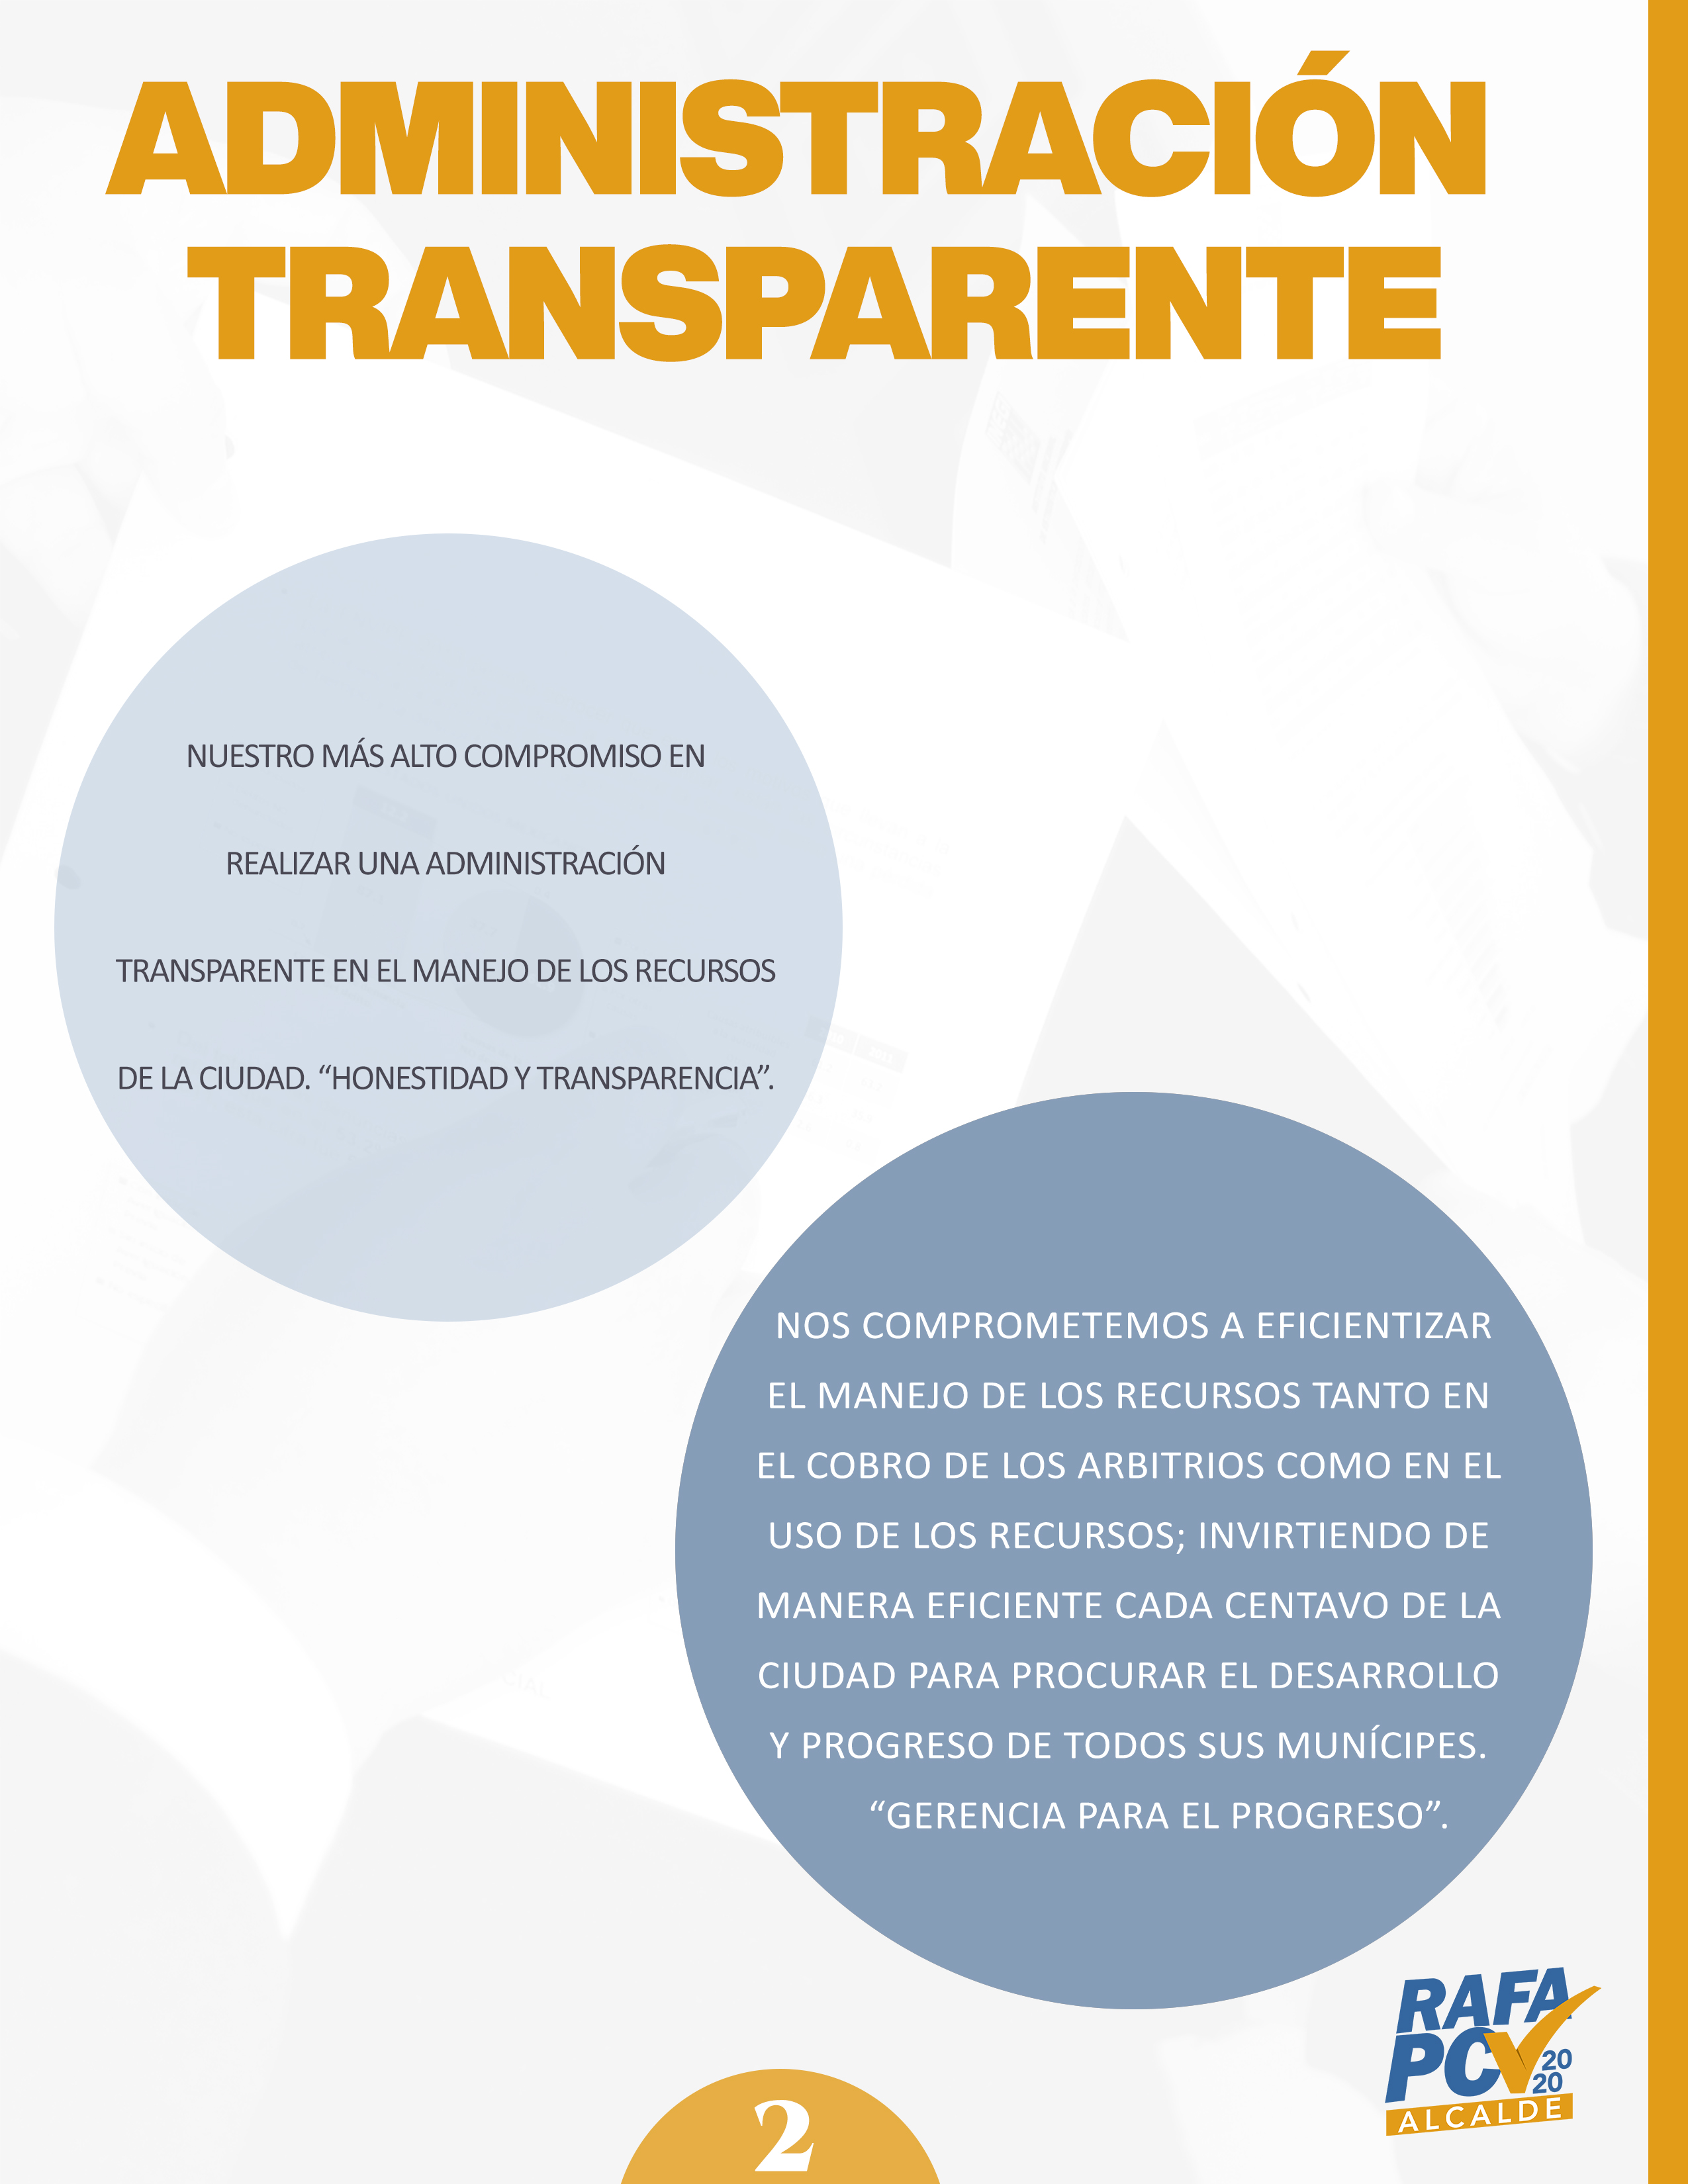 ADMINISTRACIÓN
TRANSPARENTE
NUESTRO MÁS ALTO COMPROMISO EN
REALIZAR UNA ADMINISTRACIÓN
TRANSPARENTE EN EL MANEJO DE LOS RECURSOS
DE LA CIUDAD. “HONESTIDAD Y TRANSPARENCIA”.
NOS COMPROMETEMOS A EFICIENTIZAR
EL MANEJO DE LOS RECURSOS TANTO EN
EL COBRO DE LOS ARBITRIOS COMO EN EL
USO DE LOS RECURSOS; INVIRTIENDO DE
MANERA EFICIENTE CADA CENTAVO DE LA
CIUDAD PARA PROCURAR EL DESARROLLO
Y PROGRESO DE TODOS SUS MUNÍCIPES.
“GERENCIA PARA EL PROGRESO”.
RAFA
PC
20
20
ALCALDE
2